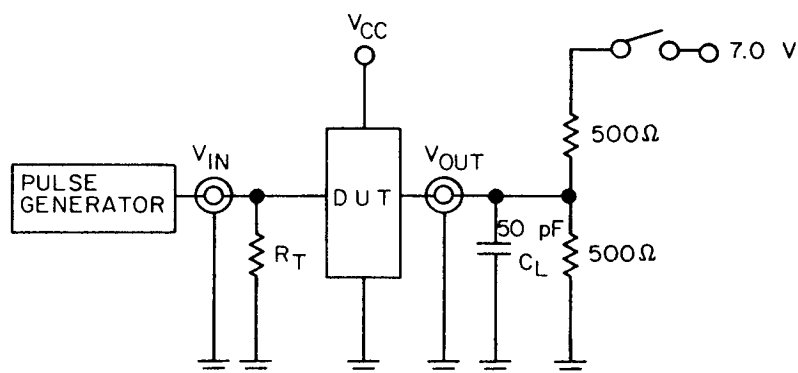 VCC
7.0 V
500Ω
VIN
VOUT
PULSE
GENERATOR
DUT
50 pF
CL
RT
500Ω